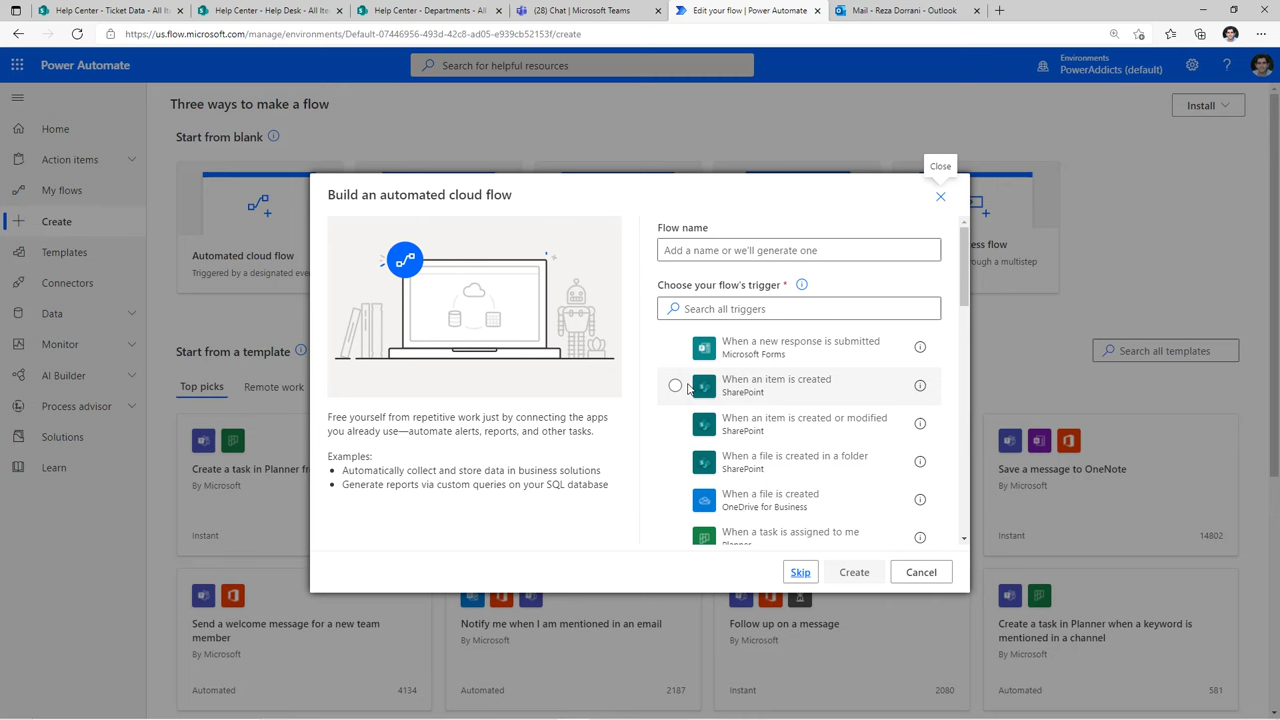 Help Center - Ticket Data - All Ite
Help Center - Help Desk - All Ite
Help Center - Departments - All It
(28) Chat | Microsoft Teams
Edit your flow | Power Automate
Mail - Reza Dorrani - Outlook
https://us.flow.microsoft.com/manage/environments/Default-07446956-493d-42c8-ad05-e939cb52153f/create
Power Automate
Search for helpful resources
Environments
PowerAddicts (default)
Home
Action items
My flows
Create
Templates
Connectors
Data
Monitor
AI Builder
Process advisor
Solutions
Learn
Three ways to make a flow
Install
Start from blank
Automated cloud flow
Triggered by a designated eve
ss flow
through a multistep
Close
Build an automated cloud flow
Free yourself from repetitive work just by connecting the apps
you already use—automate alerts, reports, and other tasks.
Examples:
• Automatically collect and store data in business solutions
• Generate reports via custom queries on your SQL database
Flow name
Add a name or we'll generate one
Choose your flow's trigger *
Search all triggers
When a new response is submitted
Microsoft Forms
When an item is created
SharePoint
When an item is created or modified
SharePoint
When a file is created in a folder
SharePoint
When a file is created
OneDrive for Business
When a task is assigned to me
Planner
Skip
Create
Cancel
Start from a template
Search all templates
Top picks
Remote work
Create a task in Planner fr
By Microsoft
Instant
Save a message to OneNote
By Microsoft
Instant
14802
Send a welcome message for a new team
member
By Microsoft
Automated
4134
Notify me when I am mentioned in an email
By Microsoft
Automated
2187
Follow up on a message
By Microsoft
Instant
2080
Create a task in Planner when a keyword is
mentioned in a channel
By Microsoft
Automated
581